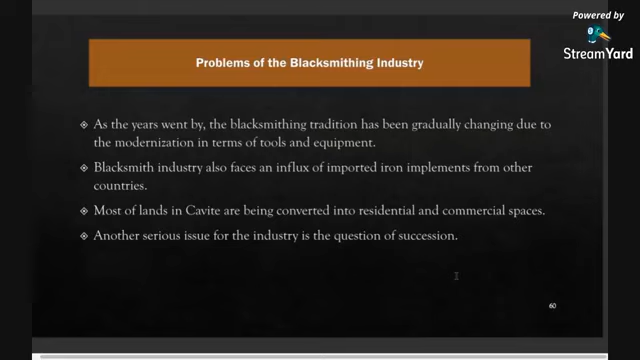 Powered by
StreamYard
Problems of the Blacksmithing Industry
As the years went by, the blacksmithing tradition has been gradually changing due to
the modernization in terms of tools and equipment.
Blacksmith industry also faces an influx of imported iron implements from other
countries.
Most of lands in Cavite are being converted into residential and commercial spaces.
Another serious issue for the industry is the question of succession.
60